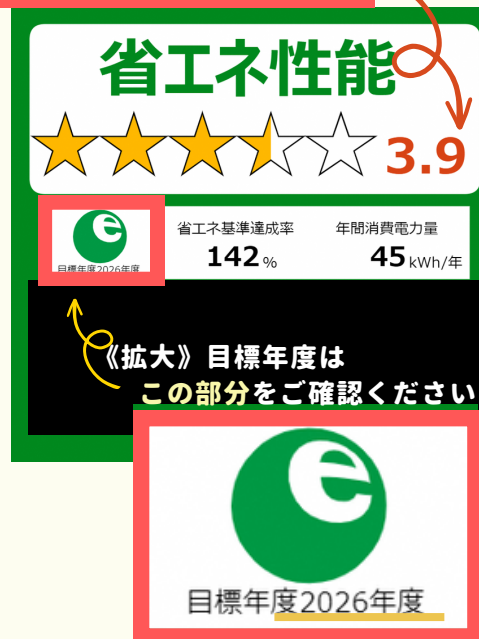 省エネ性能
3.9
e
目標年度2026年度
省エネ基準達成率
142%
年間消費電力量
45kWh/年
《拡大》目標年度は
この部分をご確認ください
e
目標年度2026年度